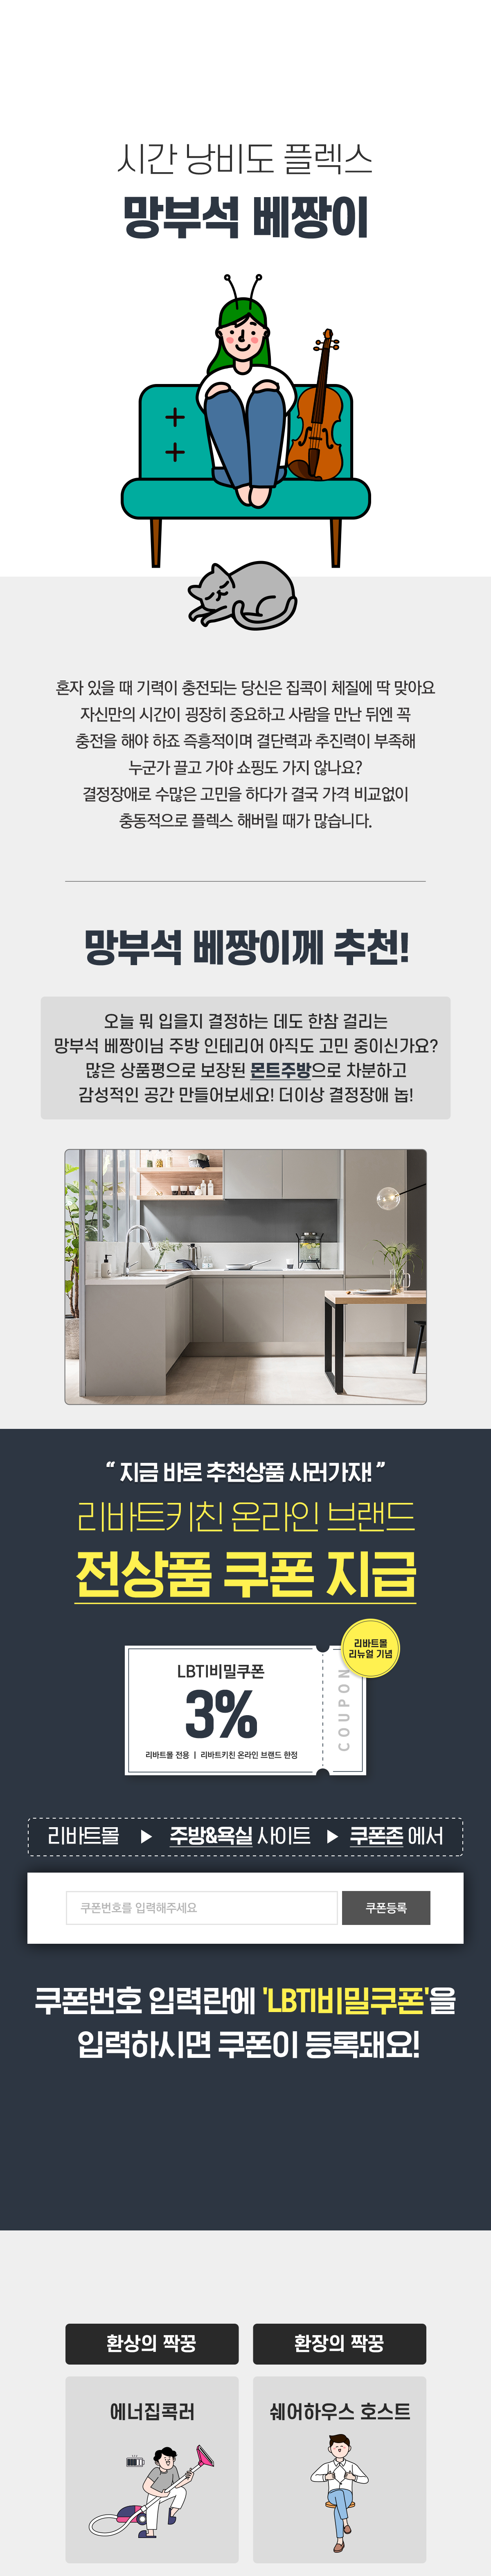 시간 낭비도 플렉스
망부석 베짱이
혼자 있을 때 기력이 충전되는 당신은 집콕이 체질에 딱 맞아요
자신만의 시간이 굉장히 중요하고 사람을 만난 뒤엔 꼭
충전을 해야 하죠 즉흥적이며 결단력과 추진력이 부족해
누군가 끌고 가야 쇼핑도 가지 않나요?
결정장애로 수많은 고민을 하다가 결국 가격 비교없이
충동적으로 플렉스 해버릴 때가 많습니다.
망부석 베짱이께 추천!
오늘 뭐 입을지 결정하는 데도 한참 걸리는
망부석 베짱이님 주방 인테리어 아직도 고민 중이신가요?
많은 상품평으로 보장된 몬트주방으로 차분하고
감성적인 공간 만들어보세요! 더이상 결정장애 놉!
“ 지금 바로 추천상품 사러가자! ”
리바트키친 온라인 브랜드
전상품 쿠폰 지급
리바트몰
리뉴얼 기념
LBTI비밀쿠폰
3%
리바트몰 전용 | 리바트키친 온라인 브랜드 한정
COUPON
리바트몰 ▶ 주방&욕실 사이트 ▶ 쿠폰존 에서
쿠폰번호를 입력해주세요 쿠폰등록
쿠폰번호 입력란에 'LBTI비밀쿠폰'을
입력하시면 쿠폰이 등록돼요!
환상의 짝꿍
에너집콕러
환장의 짝꿍
쉐어하우스 호스트